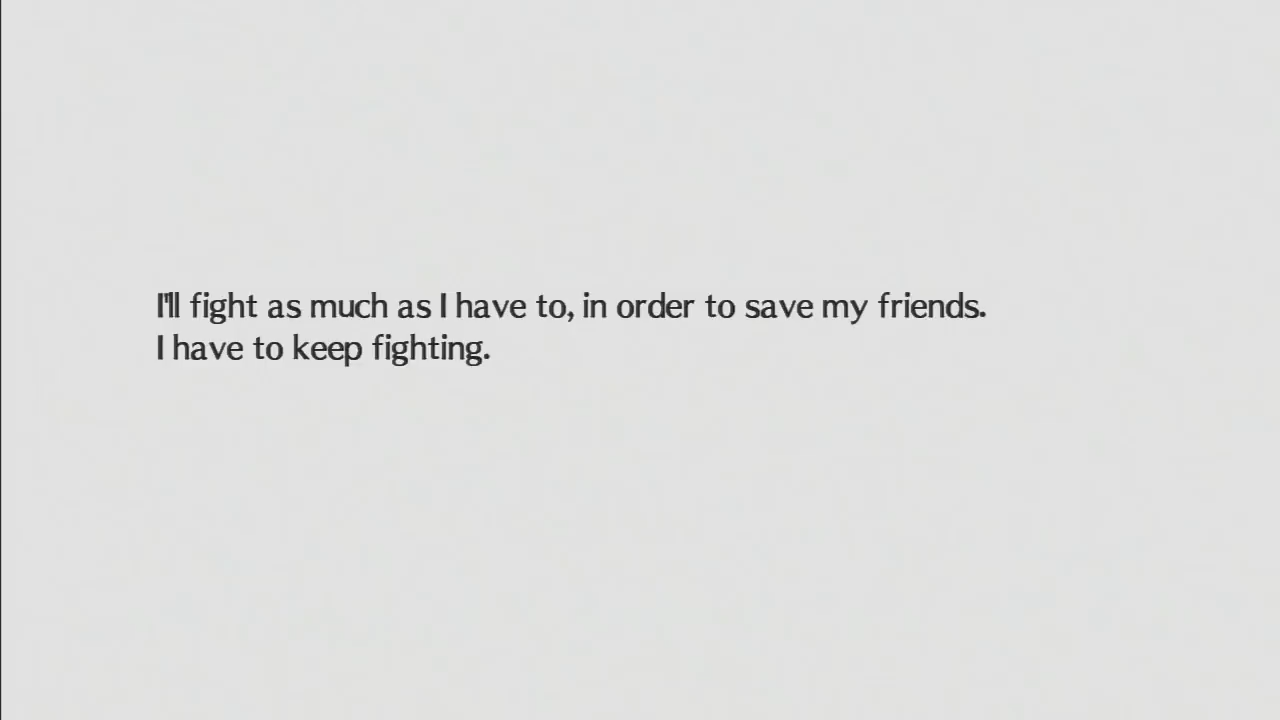 I'll fight as much as I have to, in order to save my friends.
I have to keep fighting.